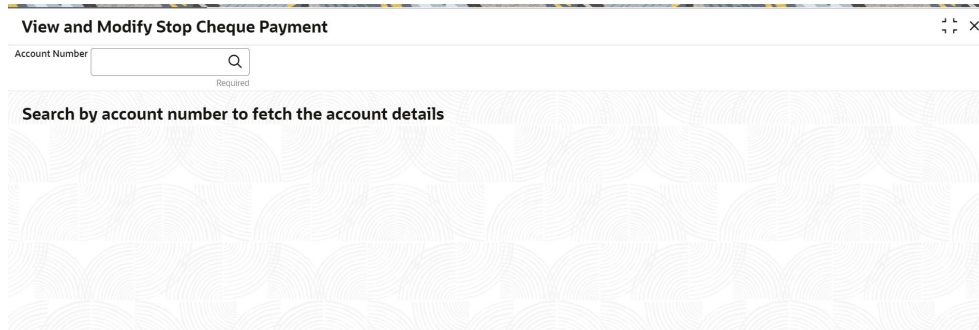 View and Modify Stop Cheque Payment
Account Number
Required
Search by account number to fetch the account details